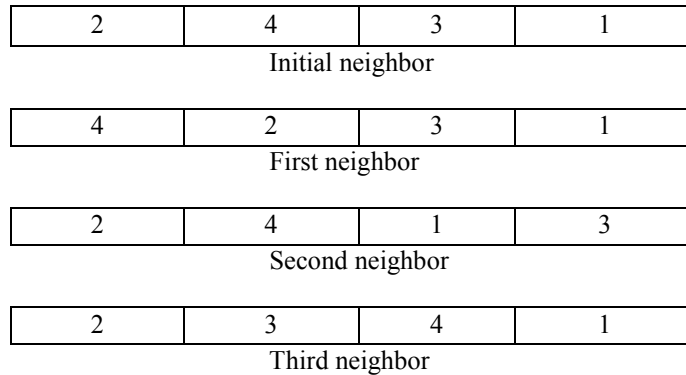 2 4 3 1
Initial neighbor
4 2 3 1
First neighbor
2 4 1 3
Second neighbor
2 3 4 1
Third neighbor